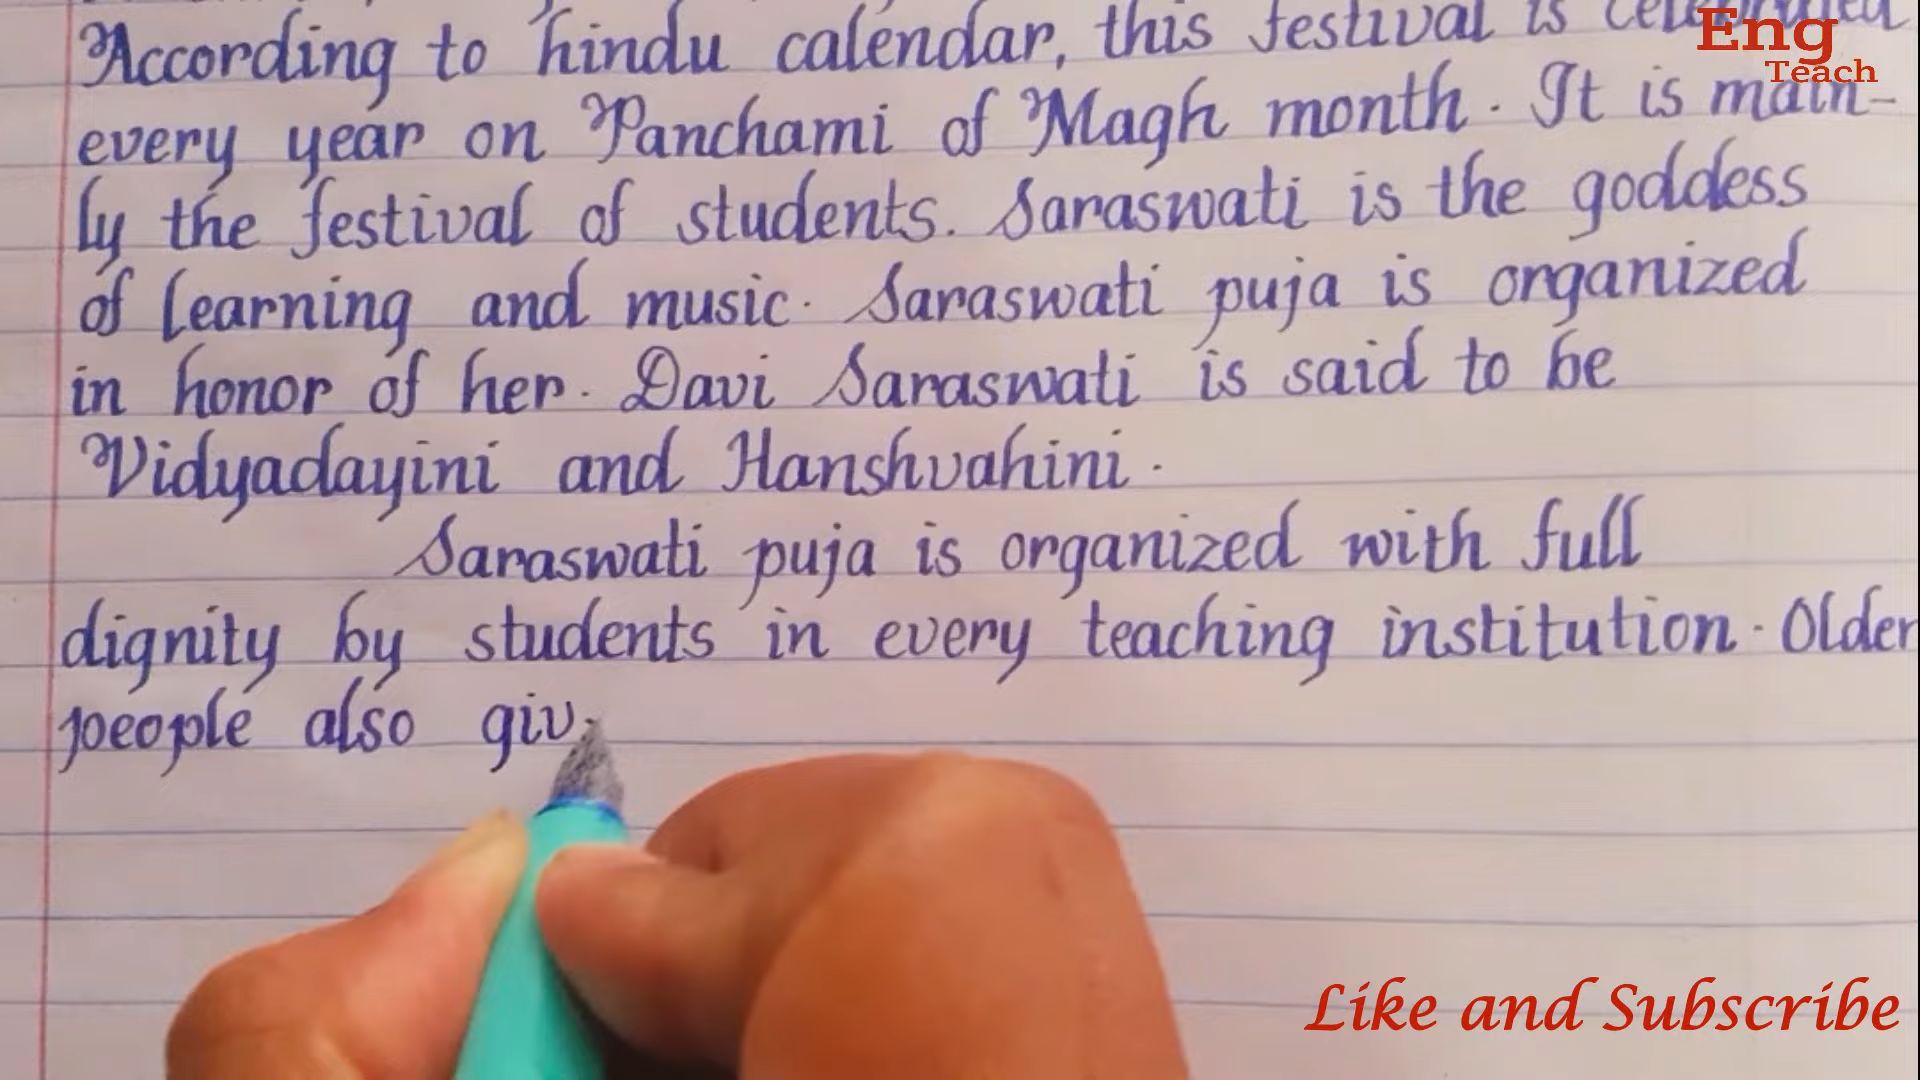 According to hindu calendar, this festival is celebrated
Eng
Teach
every year on Panchami of Magh month. It is main-
ly the festival of students. Saraswati is the goddess
of learning and music. Saraswati puja is organized
in honor of her. Davi Saraswati is said to be
Vidyadayini and Hanshvahini.
Saraswati puja is organized with full
dignity by students in every teaching institution. Older
people also giv
Like and Subscribe